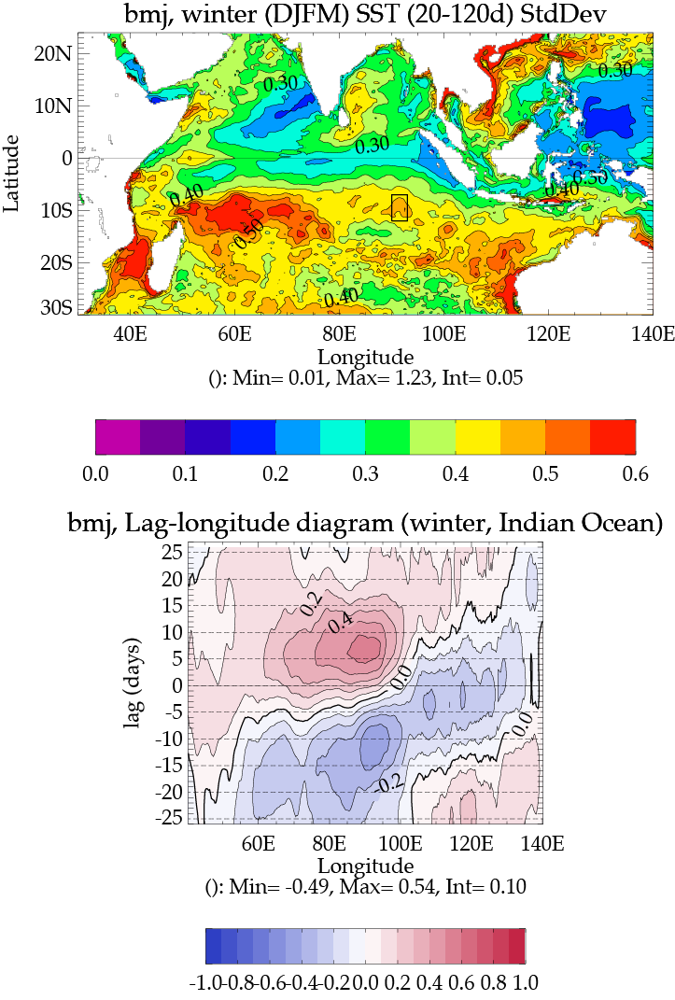 bmj, winter (DJFM) SST (20-120d) StdDev
20N
10N
0
10S
20S
30S
Latitude
0.30
0.30
0.30
0.30
0.40
0.40
0.50
0.40
40E 60E 80E 100E 120E 140E
Longitude
(): Min= 0.01, Max= 1.23, Int= 0.05
0.0 0.1 0.2 0.3 0.4 0.5 0.6
bmj, Lag-longitude diagram (winter, Indian Ocean)
25
20
15
10
5
0
-5
-10
-15
-20
-25
lag (days)
0.2
0.4
0.0
0.0
-0.2
60E 80E 100E 120E 140E
Longitude
(): Min= -0.49, Max= 0.54, Int= 0.10
-1.0-0.8-0.6-0.4-0.20.0 0.2 0.4 0.6 0.8 1.0